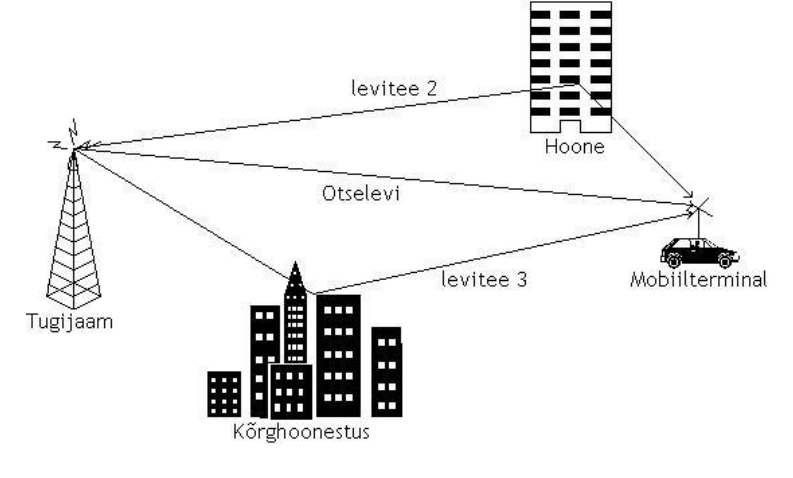 levitee 2
Hoone
Otselevi
levitee 3
Mobiilterminal
Tugijaam
Kõrghoonestus